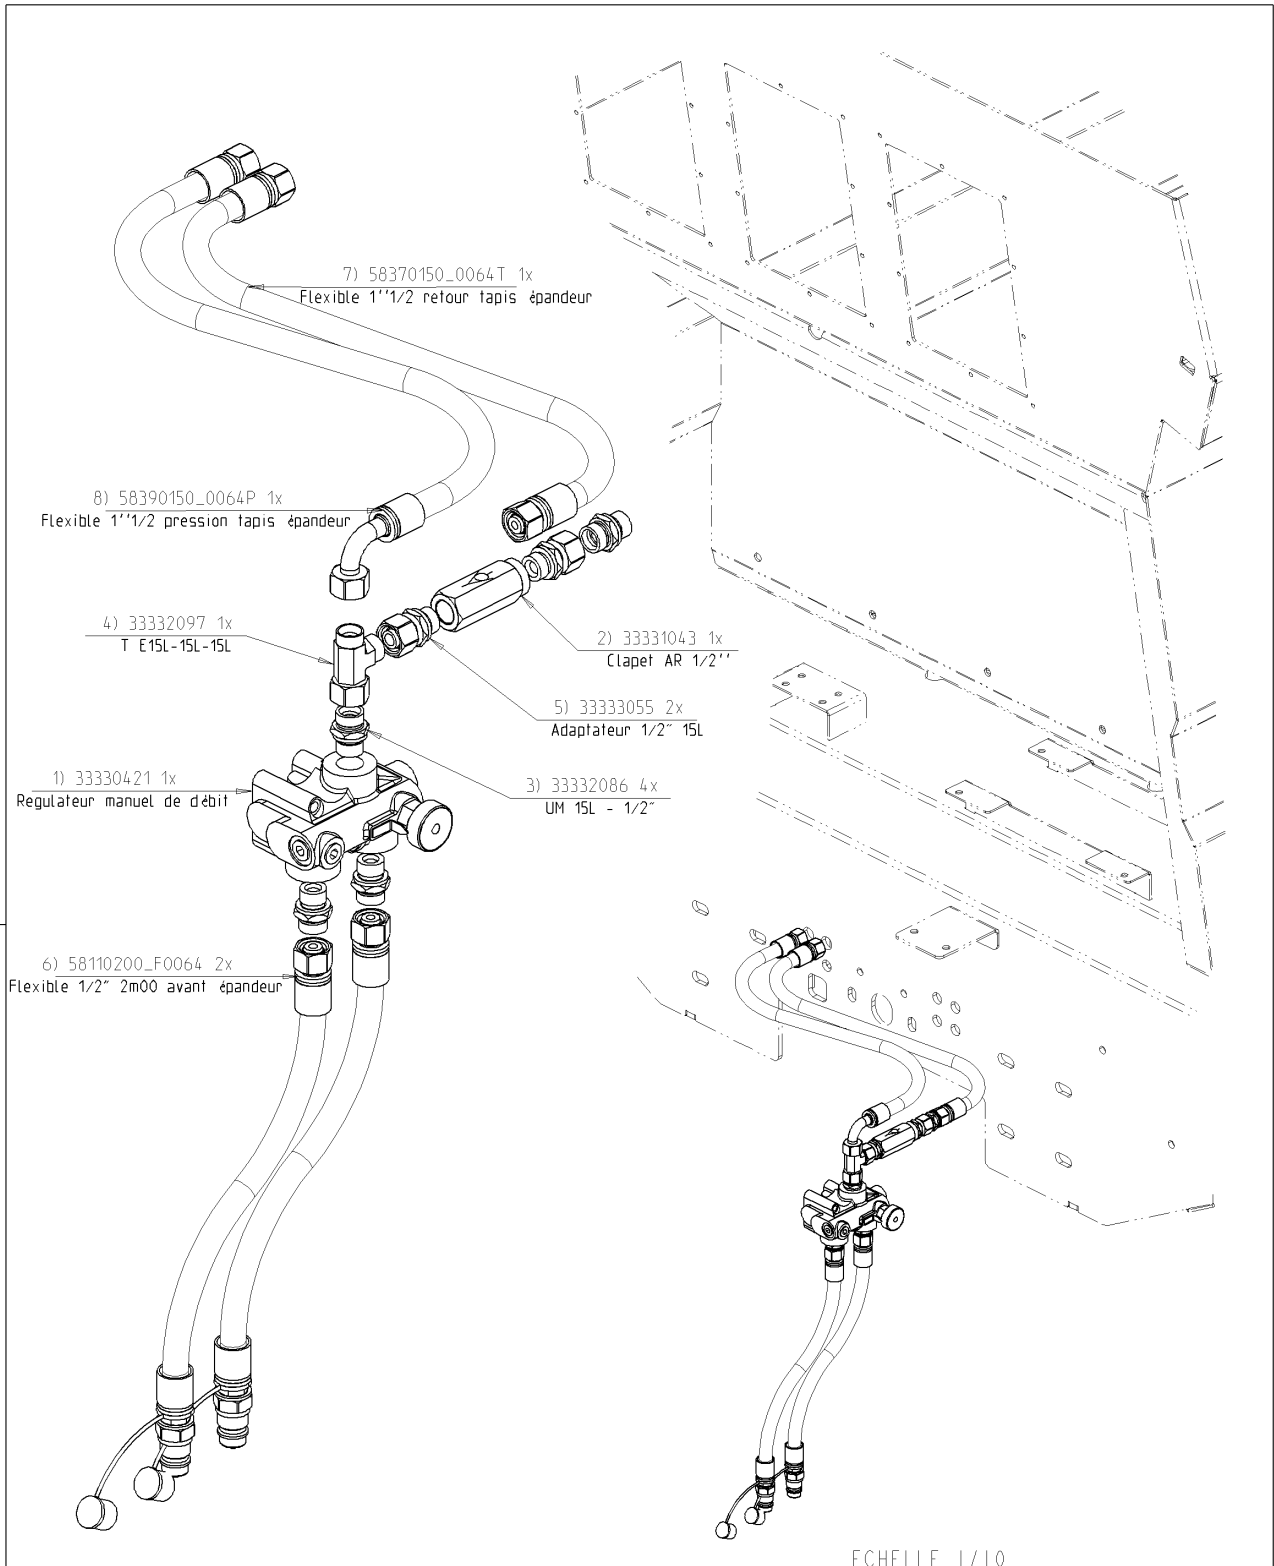 7) 58370150_0064T 1x
Flexible 1''1/2 retour tapis épandeur
8) 58390150_0064P 1x
Flexible 1''1/2 pression tapis épandeur
4) 33332097 1x
T E15L-15L-15L
2) 33331043 1x
Clapet AR 1/2''
5) 33333055 2x
Adaptateur 1/2" 15L
1) 33330421 1x
Regulateur manuel de débit
3) 33332086 4x
UM 15L - 1/2"
6) 58110200_F0064 2x
Flexible 1/2" 2m00 avant épandeur
ECHELLE 1/10